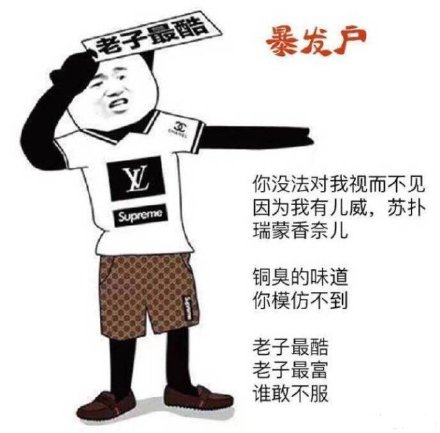 老子最酷
暴发户
CHANEL
LV
Supreme
你没法对我视而不见
因为我有儿威，苏扑
瑞蒙香奈儿
铜臭的味道
你模仿不到
Supreme
老子最酷
老子最富
谁敢不服